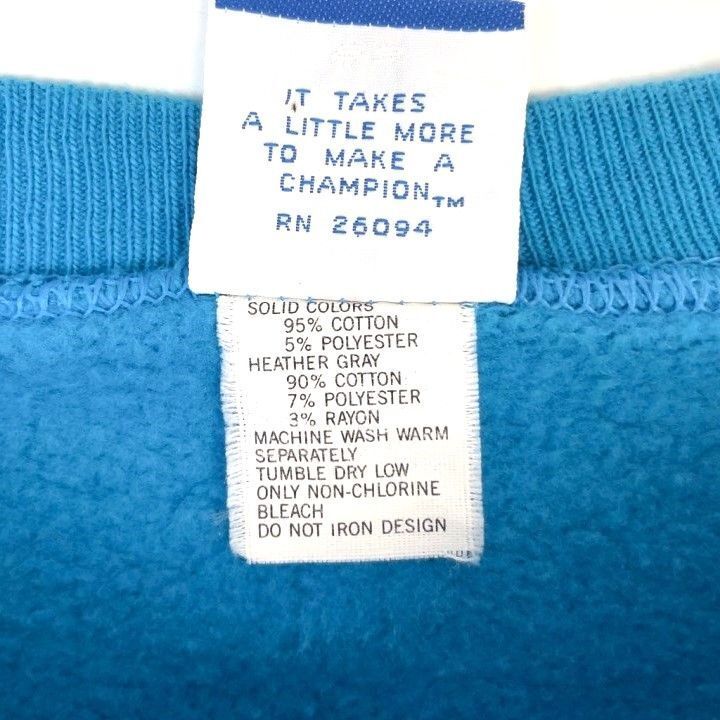 IT TAKES
A LITTLE MORE
TO MAKE A
CHAMPION™
RN 26094
SOLID COLORS
95% COTTON
5% POLYESTER
HEATHER GRAY
90% COTTON
7% POLYESTER
3% RAYON
MACHINE WASH WARM
SEPARATELY
TUMBLE DRY LOW
ONLY NON-CHLORINE
BLEACH
DO NOT IRON DESIGN